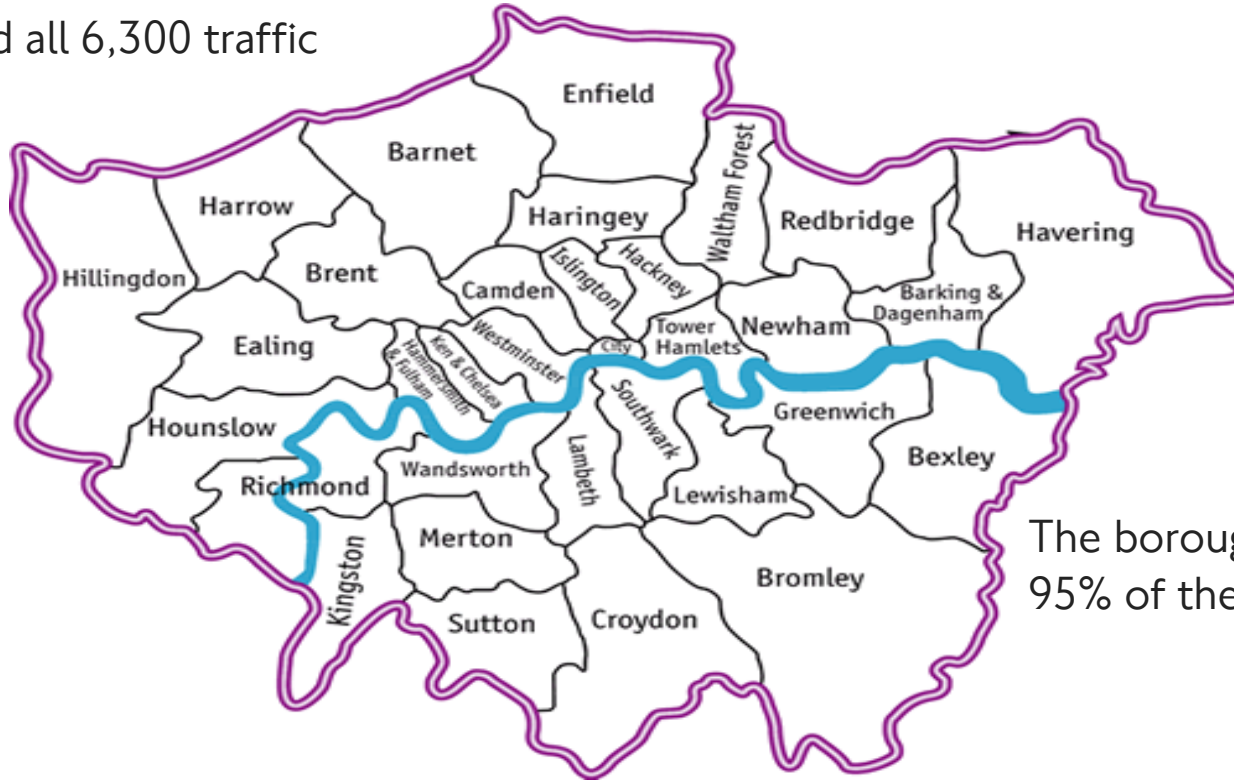 d all 6,300 traffic
Enfield
Barnet
Waltham Forest
Harrow
Haringey
Redbridge
Havering
Hillingdon
Brent
Camden
Islington
Hackney
Barking &
Dagenham
Ealing
Westminster
City
Tower
Hamlets
Newham
Hammersmith
& Fulham
Ken & Chelsea
Hounslow
Southwark
Greenwich
Richmond
Wandsworth
Lambeth
Lewisham
Bexley
Merton
Kingston
Bromley
Sutton
Croydon
The boroug
95% of the